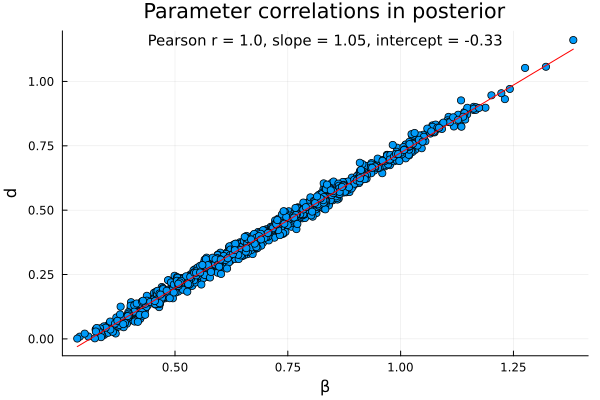 Parameter correlations in posterior
Pearson r = 1.0, slope = 1.05, intercept = -0.33
1.00
0.75
d
0.50
0.25
0.00
0.50 0.75 1.00 1.25
β